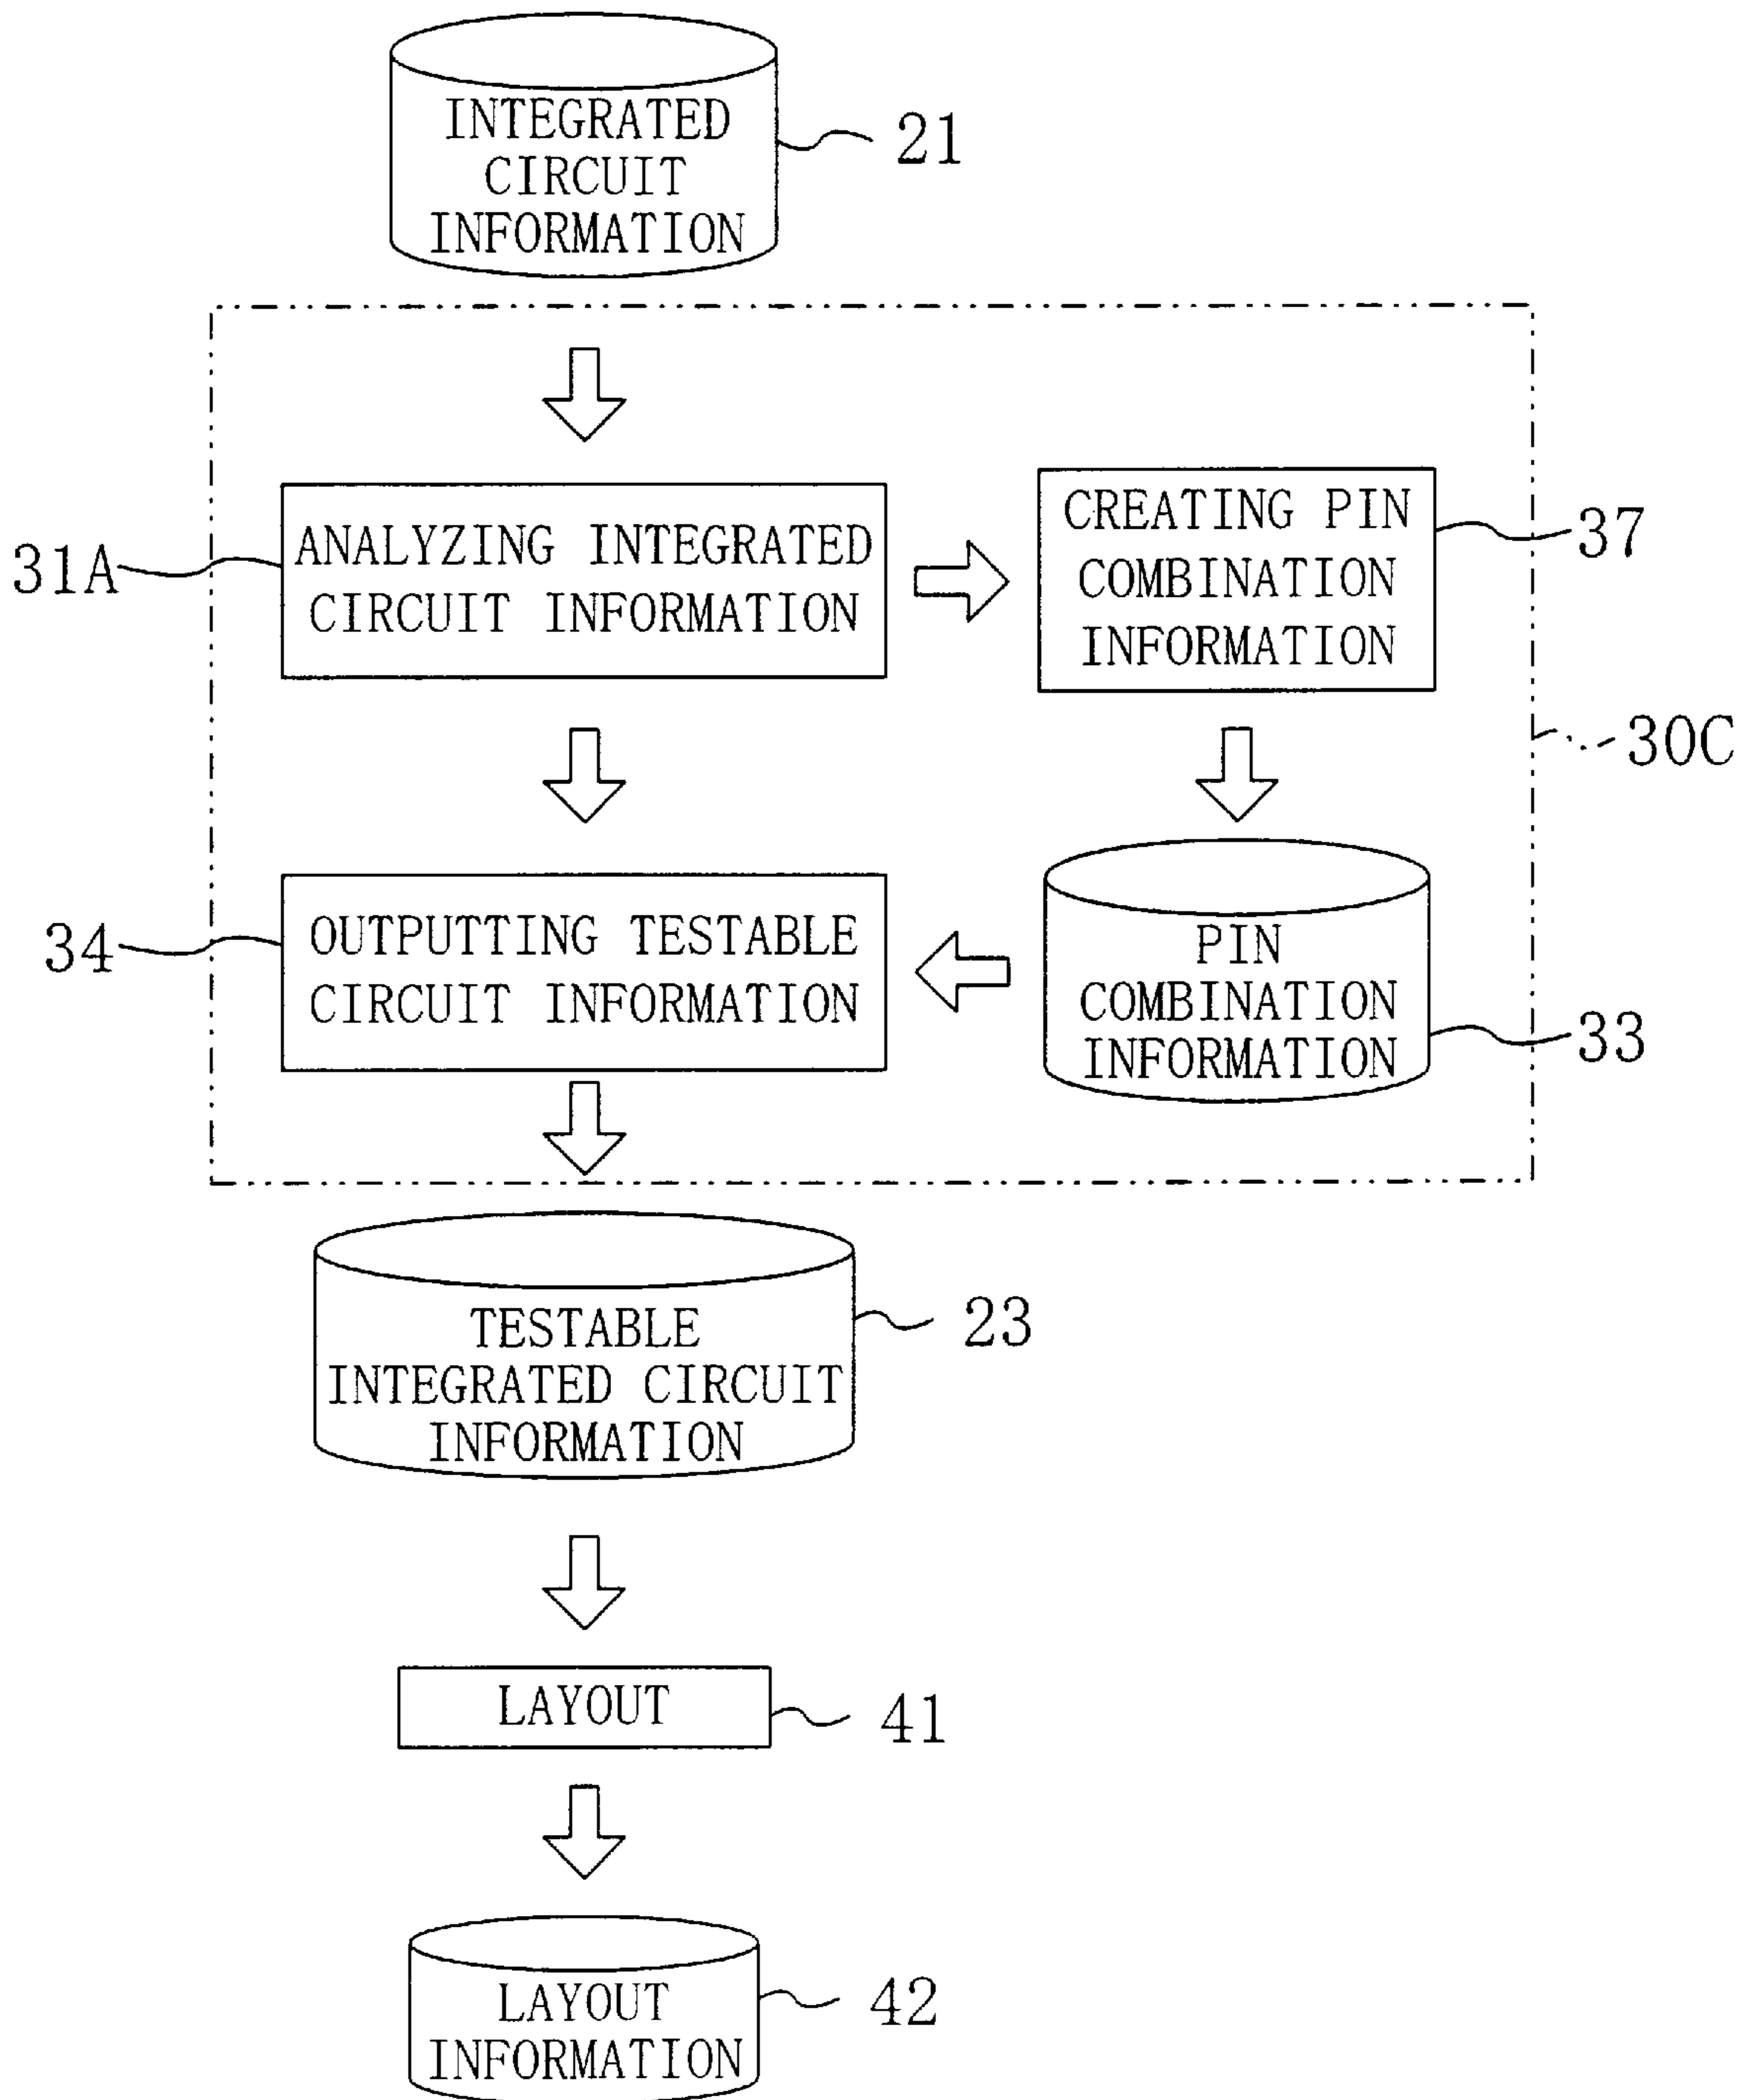 INTEGRATED
CIRCUIT
INFORMATION
21
31A
ANALYZING INTEGRATED
CIRCUIT INFORMATION
CREATING PIN
COMBINATION
INFORMATION
37
30C
34
OUTPUTTING TESTABLE
CIRCUIT INFORMATION
PIN
COMBINATION
INFORMATION
33
TESTABLE
INTEGRATED CIRCUIT
INFORMATION
23
LAYOUT
41
LAYOUT
INFORMATION
42